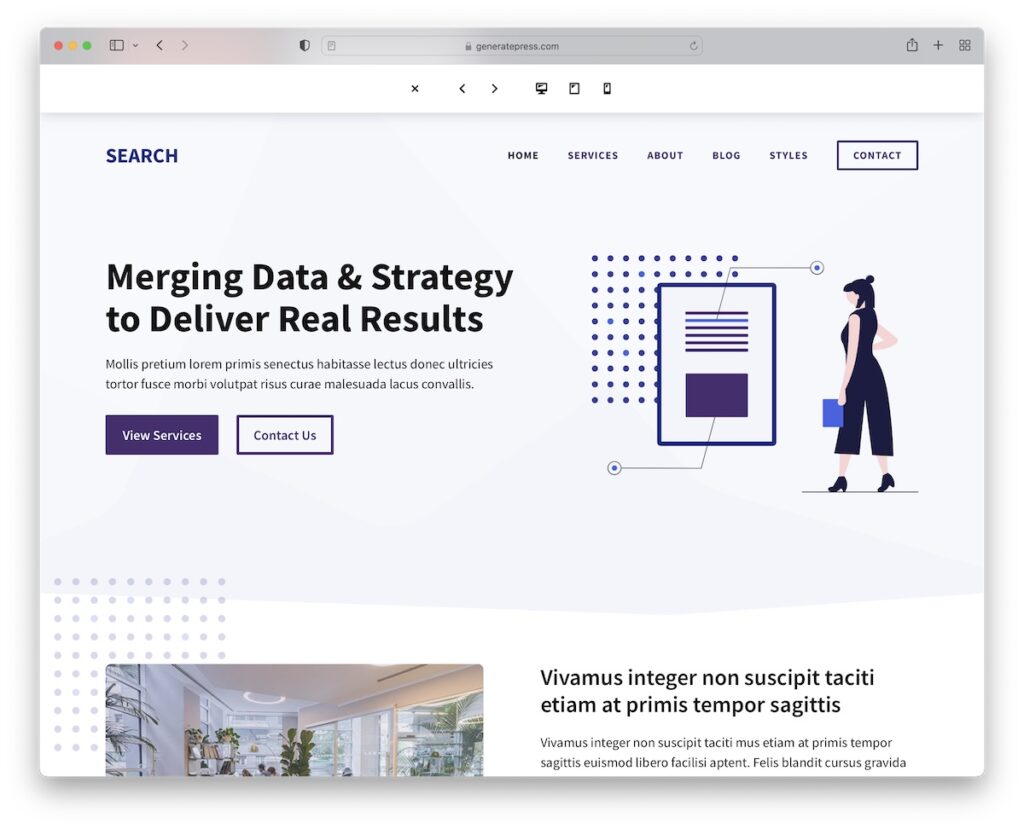 generatepress.com
SEARCH
HOME SERVICES ABOUT BLOG STYLES CONTACT
Merging Data & Strategy
to Deliver Real Results
Mollis pretium lorem primis senectus habitasse lectus donec ultricies
tortor fusce morbi volutpat risus curae malesuada lacus convallis.
View Services Contact Us
Vivamus integer non suscipit taciti
etiam at primis tempor sagittis
Vivamus integer non suscipit taciti mus etiam at primis tempor
sagittis euismod libero facilisi aptent. Felis blandit cursus gravida